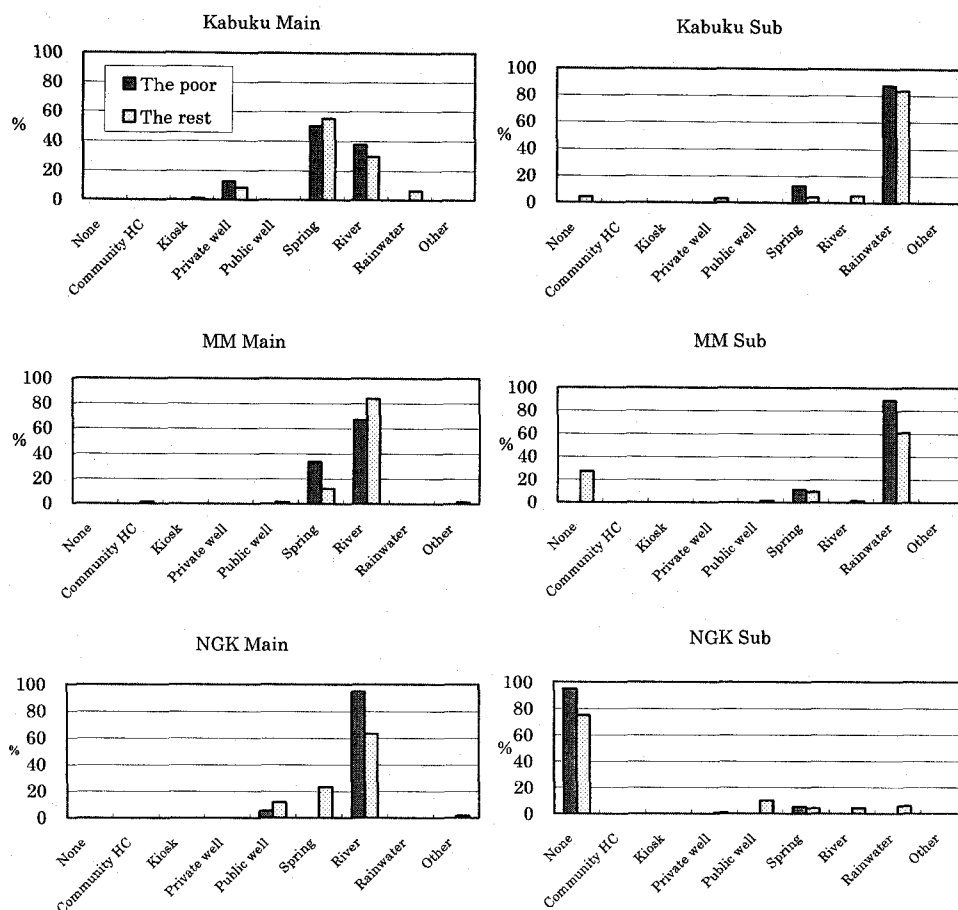 Kabuku Main
100
80
60
%
40
20
0
The poor
The rest
None
Community HC
Kiosk
Private well
Public well
Spring
River
Rainwater
Other
Kabuku Sub
100
80
60
%
40
20
0
None
Community HC
Kiosk
Private well
Public well
Spring
River
Rainwater
Other
MM Main
100
80
60
%
40
20
0
None
Community HC
Kiosk
Private well
Public well
Spring
River
Rainwater
Other
MM Sub
100
80
60
%
40
20
0
None
Community HC
Kiosk
Private well
Public well
Spring
River
Rainwater
Other
NGK Main
100
80
60
%
40
20
0
None
Community HC
Kiosk
Private well
Public well
Spring
River
Rainwater
Other
NGK Sub
100
80
60
%
40
20
0
None
Community HC
Kiosk
Private well
Public well
Spring
River
Rainwater
Other